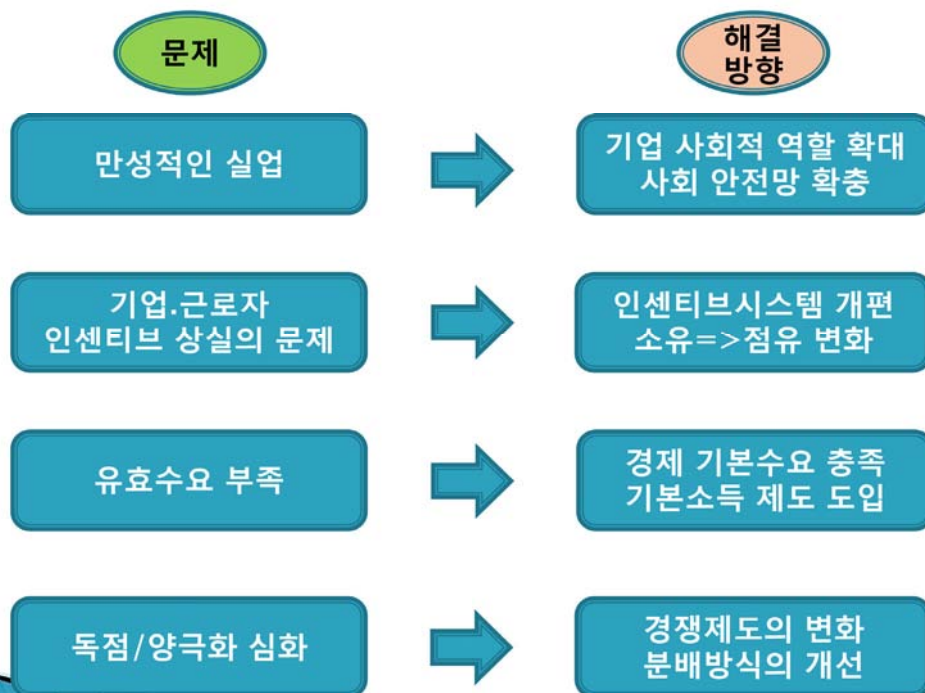 문제
해결
방향
만성적인 실업
기업 사회적 역할 확대
사회 안전망 확충
기업.근로자
인센티브 상실의 문제
인센티브시스템 개편
소유=>점유 변화
유효수요 부족
경제 기본수요 충족
기본소득 제도 도입
독점/양극화 심화
경쟁제도의 변화
분배방식의 개선